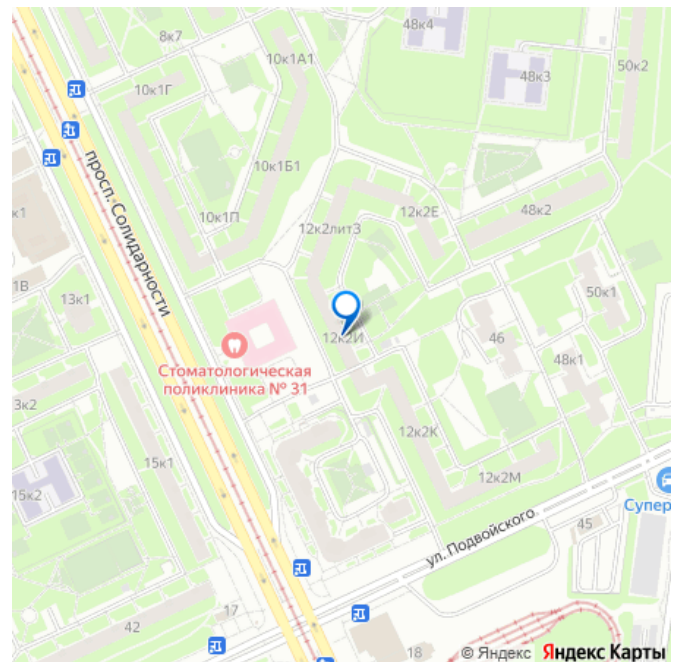 48к4
8к7
10к1А1
48к3
50к2
10к1Г
просп. Солидарности
10к1Б1
к1
10к1П
12к2Е
12к2литЗ
48к2
1В
13к1
50к1
12к2И
46
Стоматологическая
поликлиника № 31
48к1
3к2
12к2К
15к1
12к2М
15к2
Супер
ул. Подвойского
45
17
42
18
© Яндекс Яндекс Карты